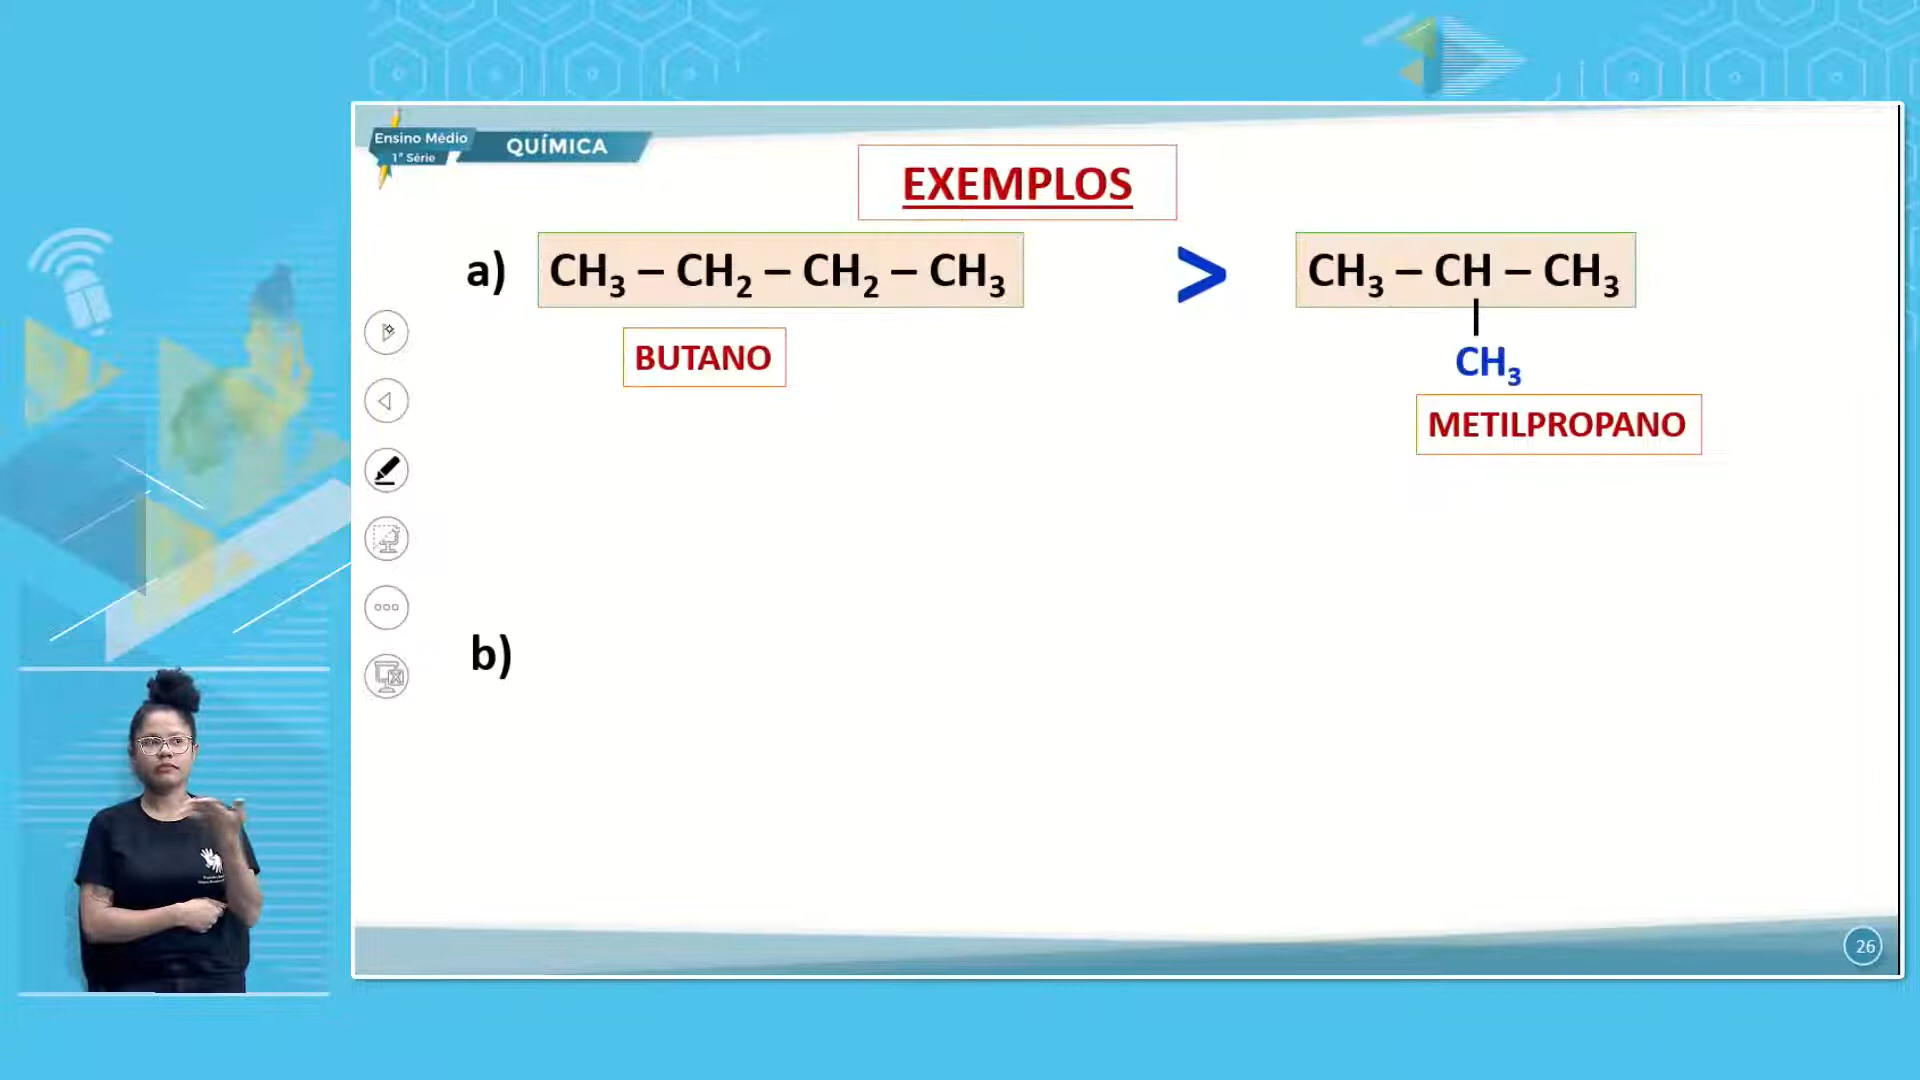 Ensino Médio
1ª Série
QUÍMICA
EXEMPLOS
a) CH₃ – CH₂ – CH₂ – CH₃ > CH₃ – CH – CH₃
CH₃
BUTANO
METILPROPANO
b)
26